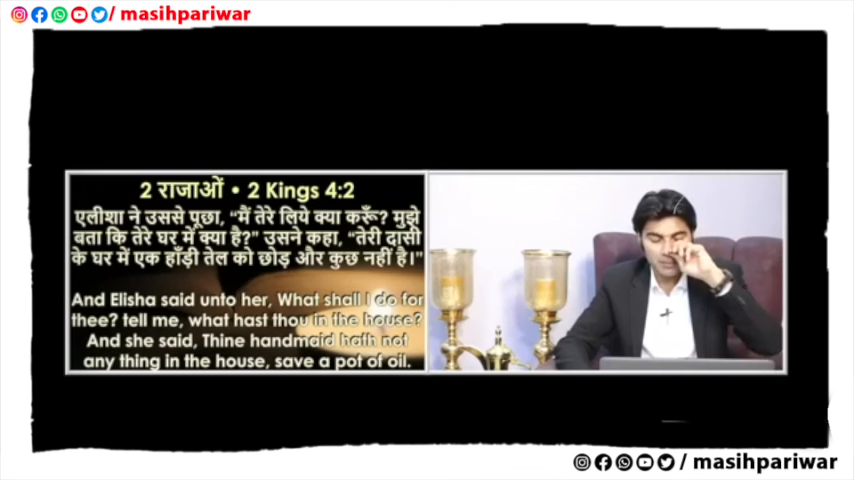 / masihpariwar
2 राजाओं • 2 Kings 4:2
एलीशा ने उससे पूछा, “मैं तेरे लिये क्या करूँ? मुझे
बता कि तेरे घर में क्या है?” उसने कहा, “तेरी दासी
के घर में एक हाँड़ी तेल को छोड़ और कुछ नहीं है।”
And Elisha said unto her, What shall I do for
thee? tell me, what hast thou in the house?
And she said, Thine handmaid hath not
any thing in the house, save a pot of oil.
/ masihpariwar